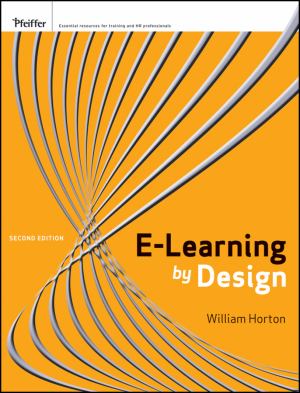 Pfeiffer
Essential resources for training and HR professionals
SECOND EDITION
E-Learning
by Design
William Horton